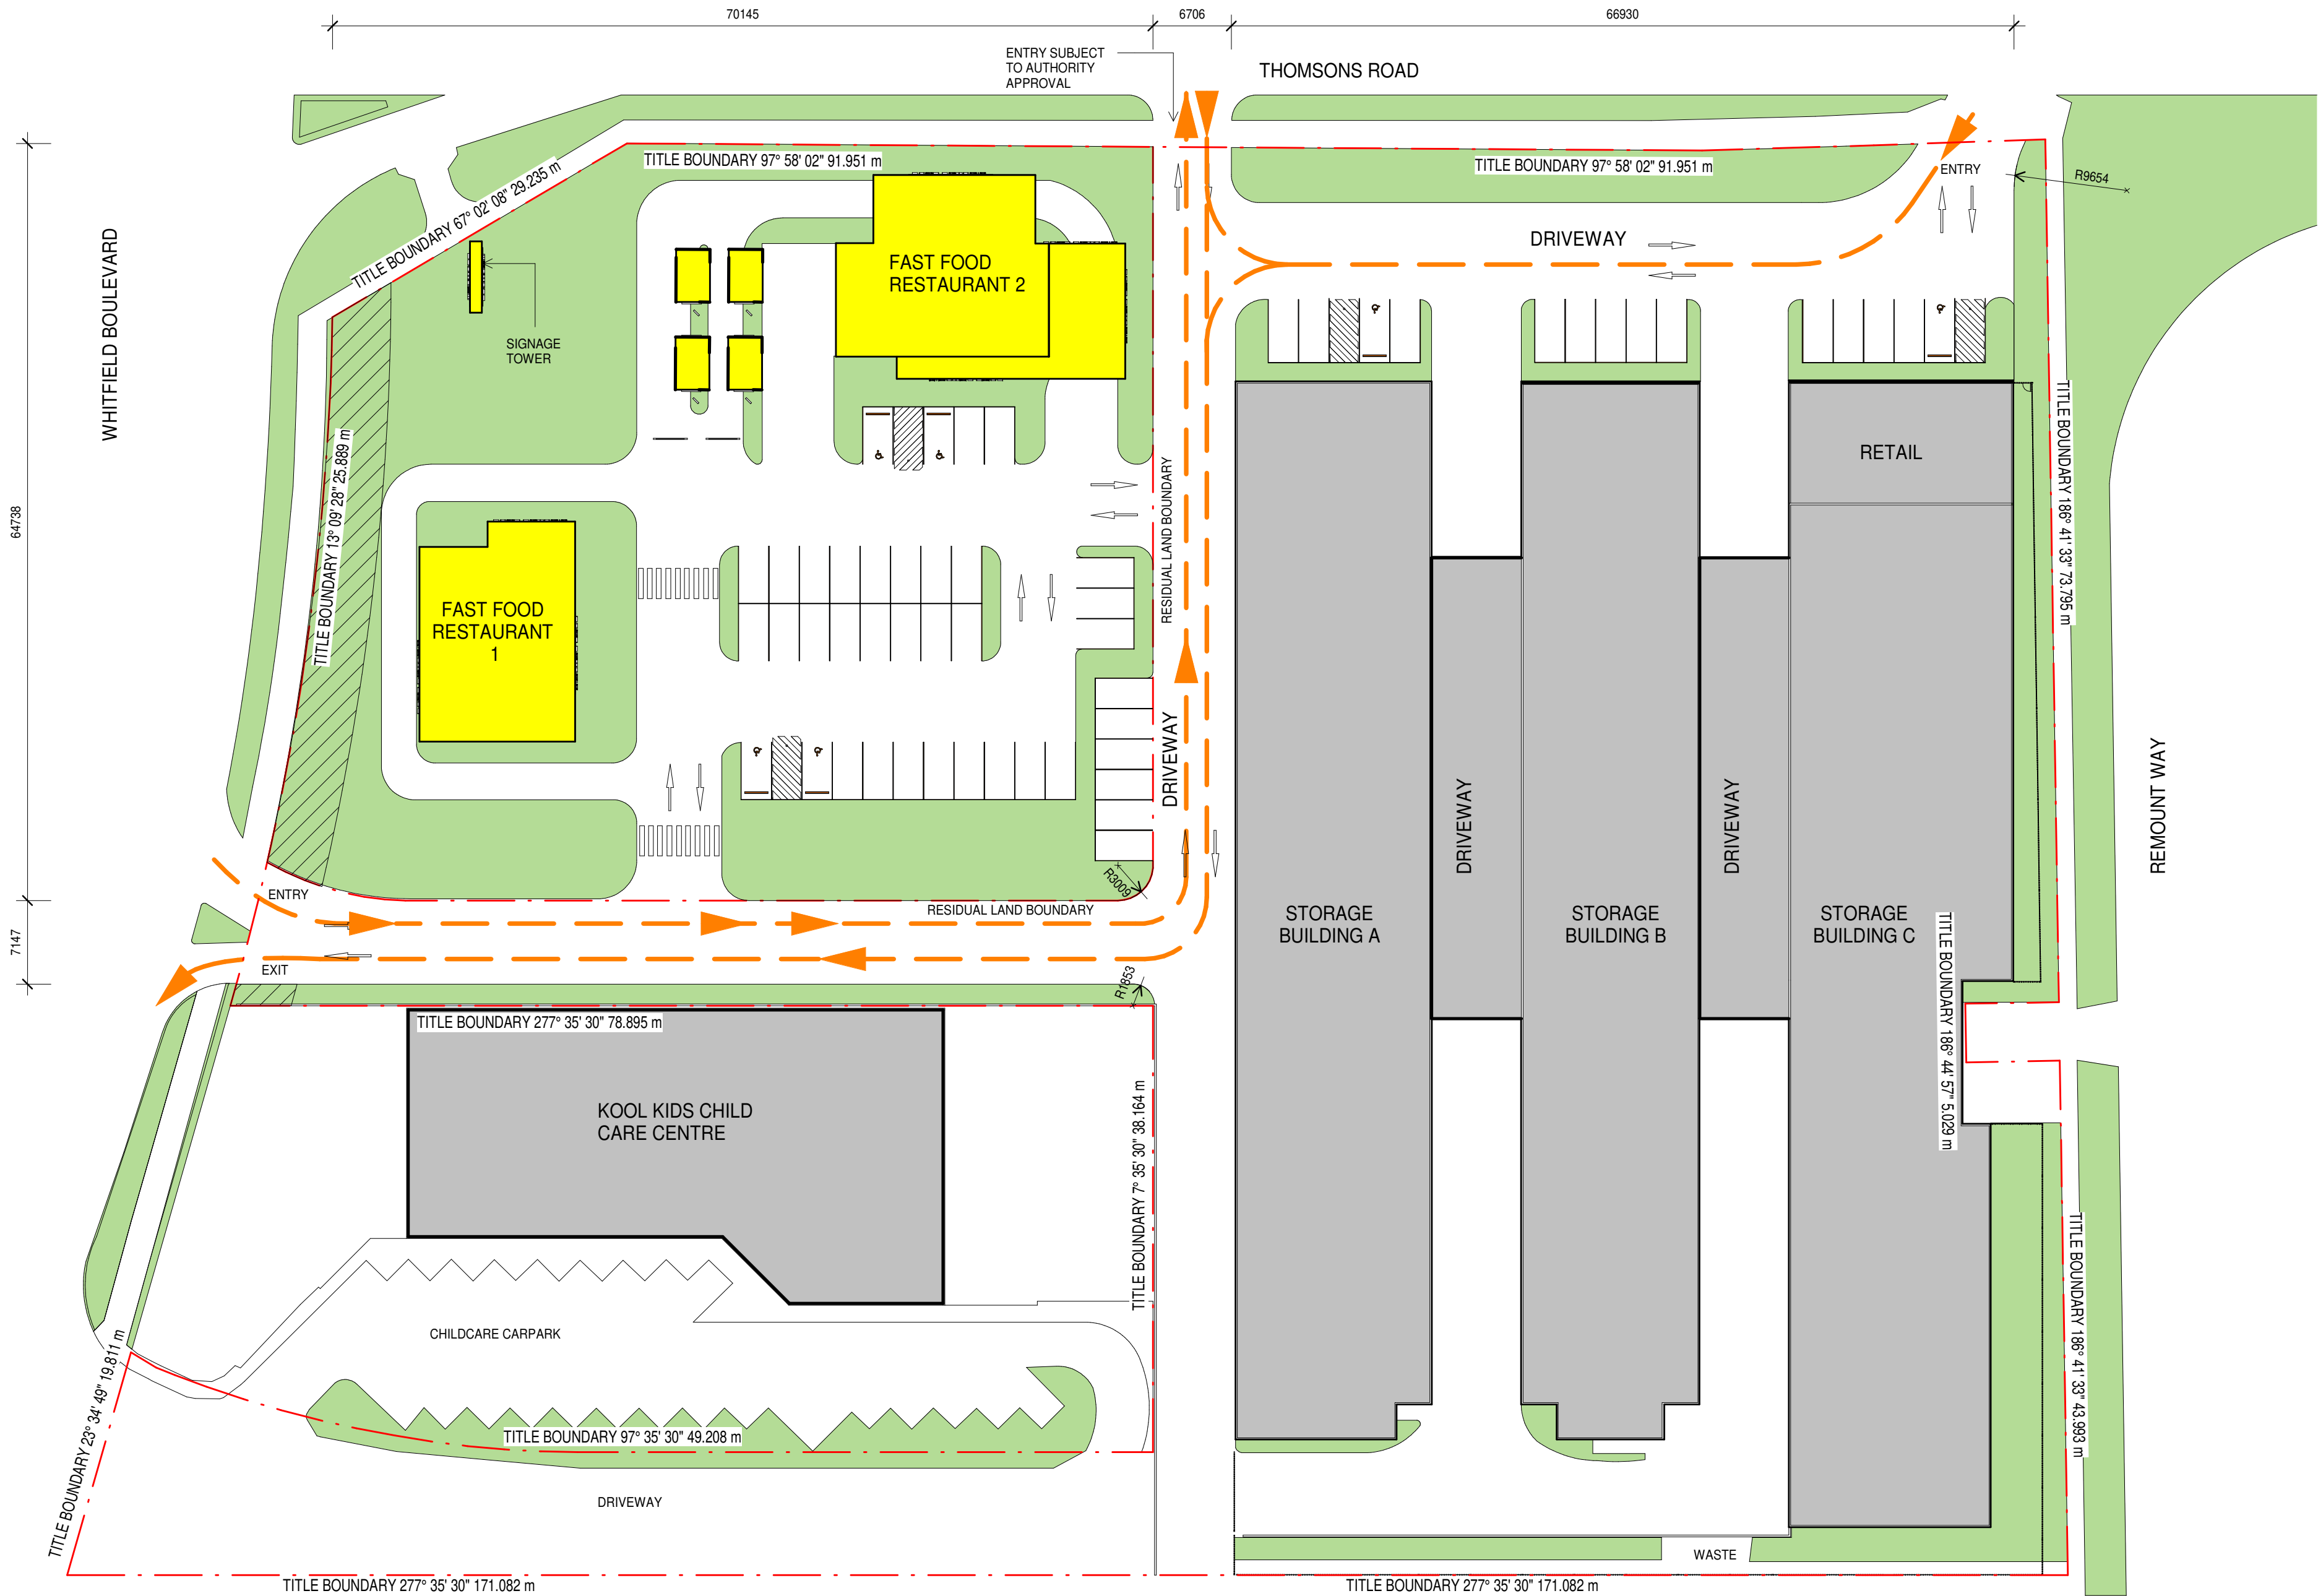 70145
6706
66930
ENTRY SUBJECT
TO AUTHORITY
APPROVAL
THOMSONS ROAD
TITLE BOUNDARY 97° 58' 02" 91.951 m
TITLE BOUNDARY 97° 58' 02" 91.951 m
ENTRY
R9654
TITLE BOUNDARY 67° 02' 08" 29.235 m
WHITFIELD BOULEVARD
DRIVEWAY
FAST FOOD
RESTAURANT 2
SIGNAGE
TOWER
RETAIL
TITLE BOUNDARY 13° 09' 28" 25.889 m
TITLE BOUNDARY 186° 41' 33" 73.795 m
RESIDUAL LAND BOUNDARY
64738
FAST FOOD
RESTAURANT
1
DRIVEWAY
DRIVEWAY
DRIVEWAY
REMOUNT WAY
R3009
ENTRY
RESIDUAL LAND BOUNDARY
STORAGE
BUILDING A
STORAGE
BUILDING B
STORAGE
BUILDING C
7147
EXIT
R1853
TITLE BOUNDARY 186° 44' 57" 5.029 m
TITLE BOUNDARY 277° 35' 30" 78.895 m
KOOL KIDS CHILD
CARE CENTRE
TITLE BOUNDARY 7° 35' 30" 38.164 m
TITLE BOUNDARY 186° 41' 33" 43.993 m
CHILDCARE CARPARK
TITLE BOUNDARY 23° 34' 49" 19.811 m
TITLE BOUNDARY 97° 35' 30" 49.208 m
DRIVEWAY
WASTE
TITLE BOUNDARY 277° 35' 30" 171.082 m
TITLE BOUNDARY 277° 35' 30" 171.082 m